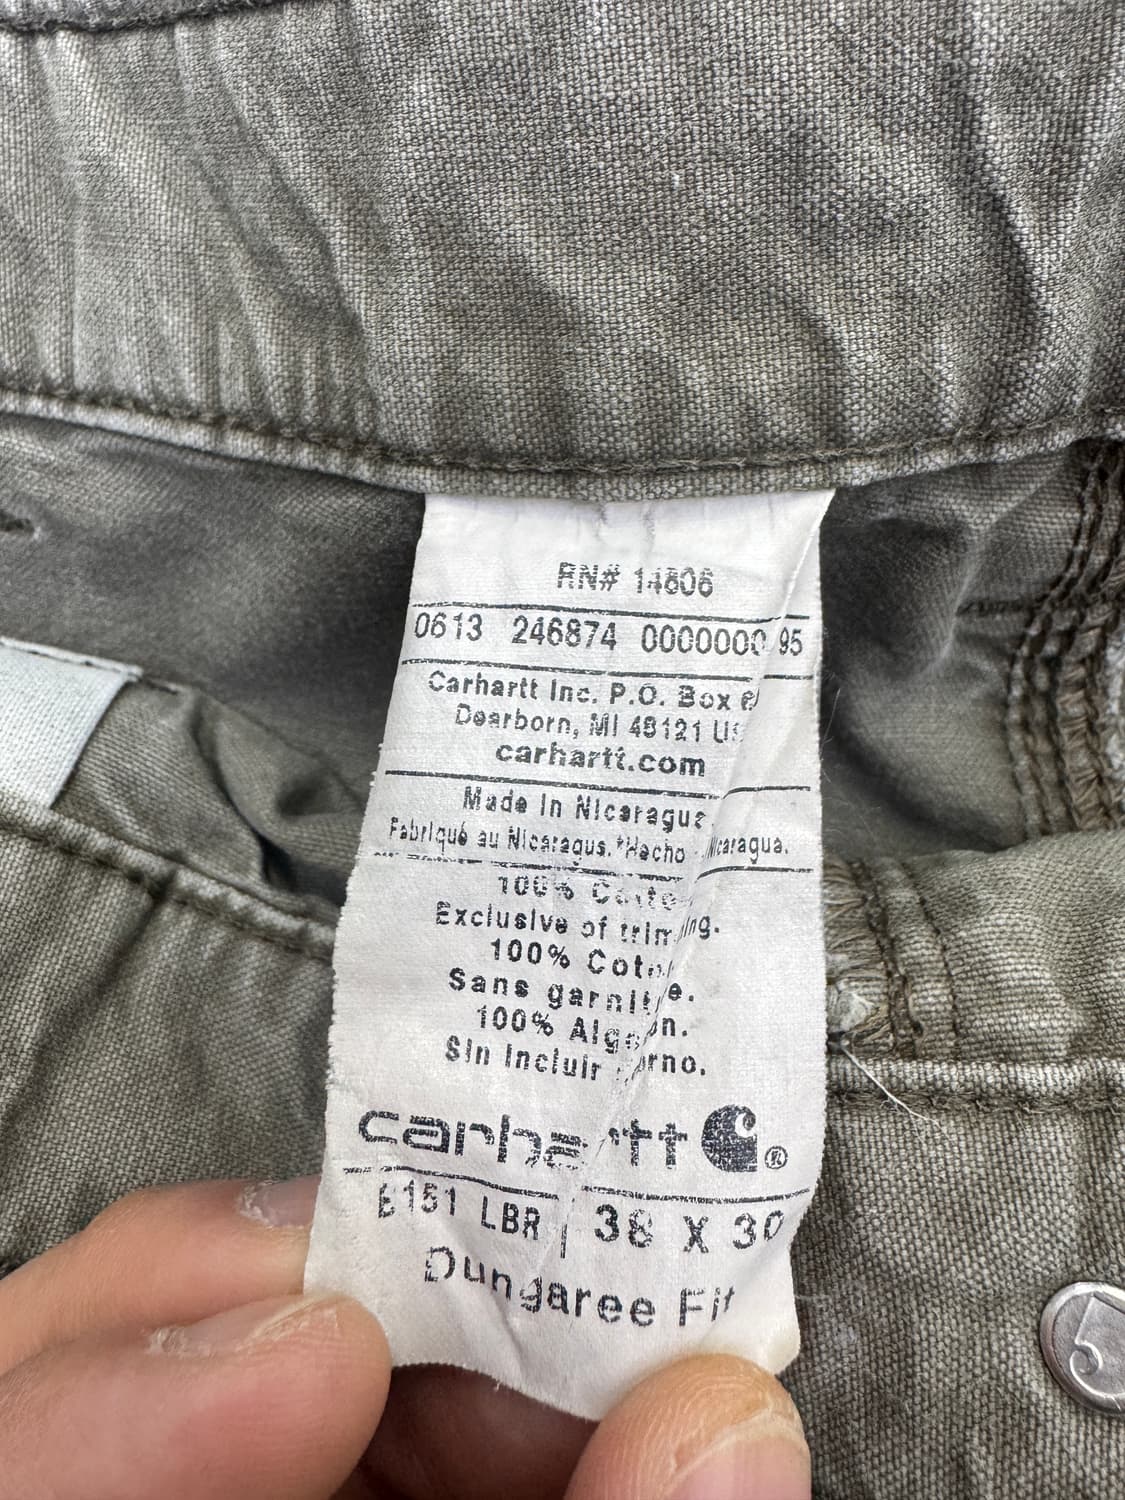 RN# 14806
0613 246874 0000000 95
Carhartt Inc. P.O. Box
Dearborn, MI 48121
carhartt.com
Made In Nicaragua
Fabriqué au Nicaragua. *Hecho Nicaragua.
100%
Exclusive of
100%
Sans
100%
Sin Incluir
carhartt ®
B151 LBR 38 X 30
Dungaree Fit
5